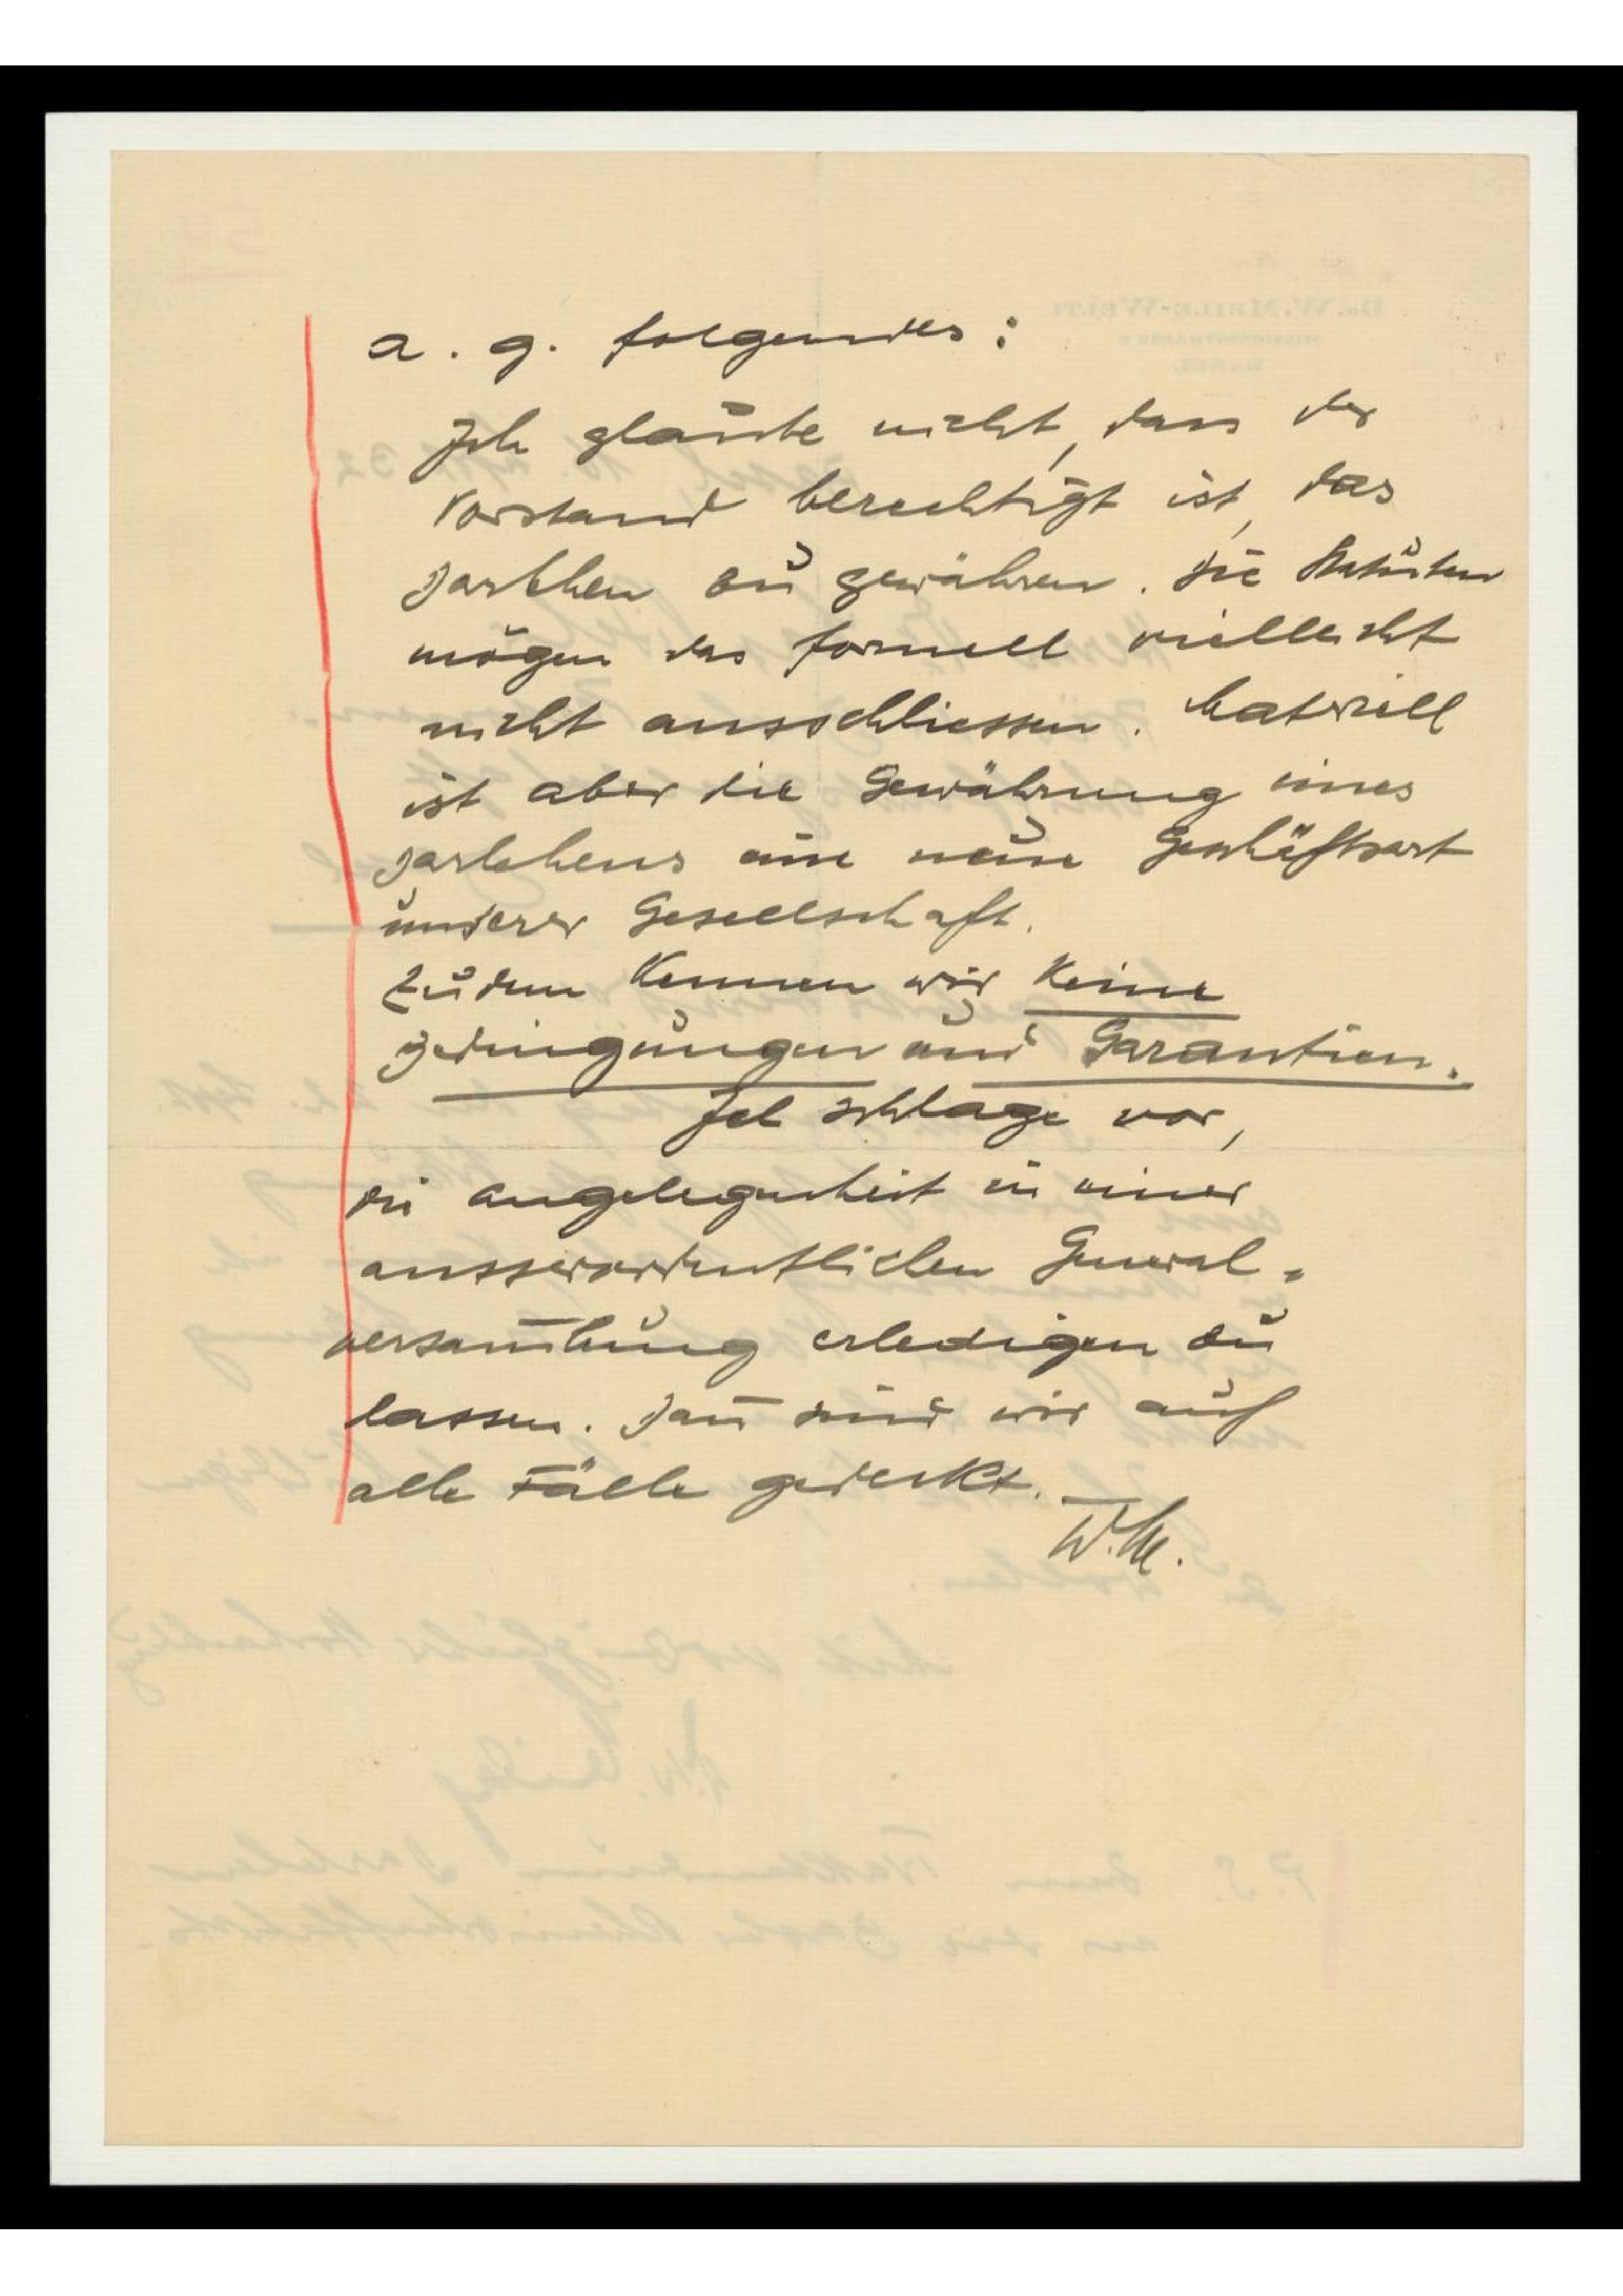 a. g. folgendes:
Ich glaube nicht, dass der
Vorstand berechtigt ist, das
Darlehen zu gewähren. Die Statuten
mögen das formell vielleicht
nicht ausschliessen. Materiell
ist aber die Gewährung eines
Darlehens eine neue Geschäftsart
unserer Gesellschaft.
Zudem kennen wir keine
Bedingungen und Garantien.
Ich schlage vor,
die Angelegenheit in einer
ausserordentlichen General-
versam̄lung erledigen zu
lassen. Dan̄ sind wir auf
alle Fälle gedeckt.
W.M.